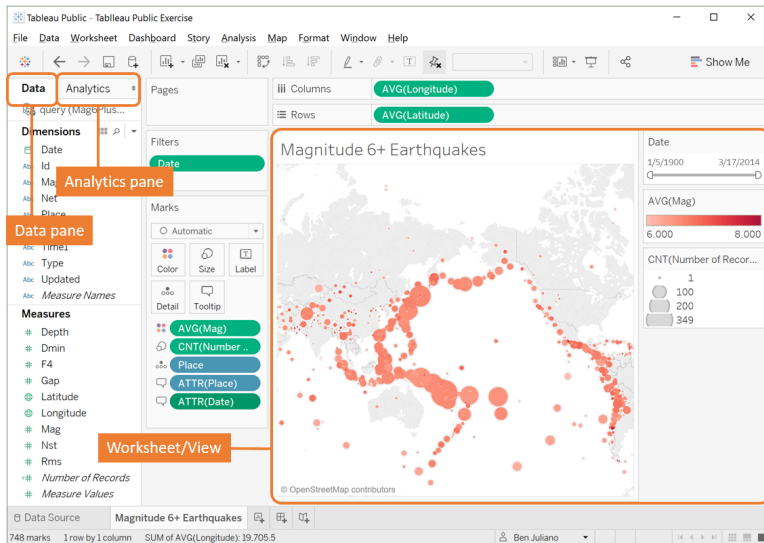 Tableau Public - Tablleau Public Exercise
File Data Worksheet Dashboard Story Analysis Map Format Window Help
Show Me
Data Analytics
query (Mag6Plus...
Dimensions
Date
Id
Net
Place
Time1
Type
Updated
Measure Names
Measures
Depth
Dmin
F4
Gap
Latitude
Longitude
Mag
Nst
Rms
Number of Records
Measure Values
Analytics pane
Data pane
Pages
Filters
Date
Marks
Automatic
Color Size Label
Detail Tooltip
AVG(Mag)
CNT(Number ..
Place
ATTR(Place)
ATTR(Date)
Worksheet/View
Columns AVG(Longitude)
Rows AVG(Latitude)
Magnitude 6+ Earthquakes
© OpenStreetMap contributors
Date
1/5/1900 3/17/2014
AVG(Mag)
6.000 8.000
CNT(Number of Recor...
1
100
200
349
Data Source Magnitude 6+ Earthquakes
748 marks 1 row by 1 column SUM of AVG(Longitude): 19,705.5 Ben Juliano